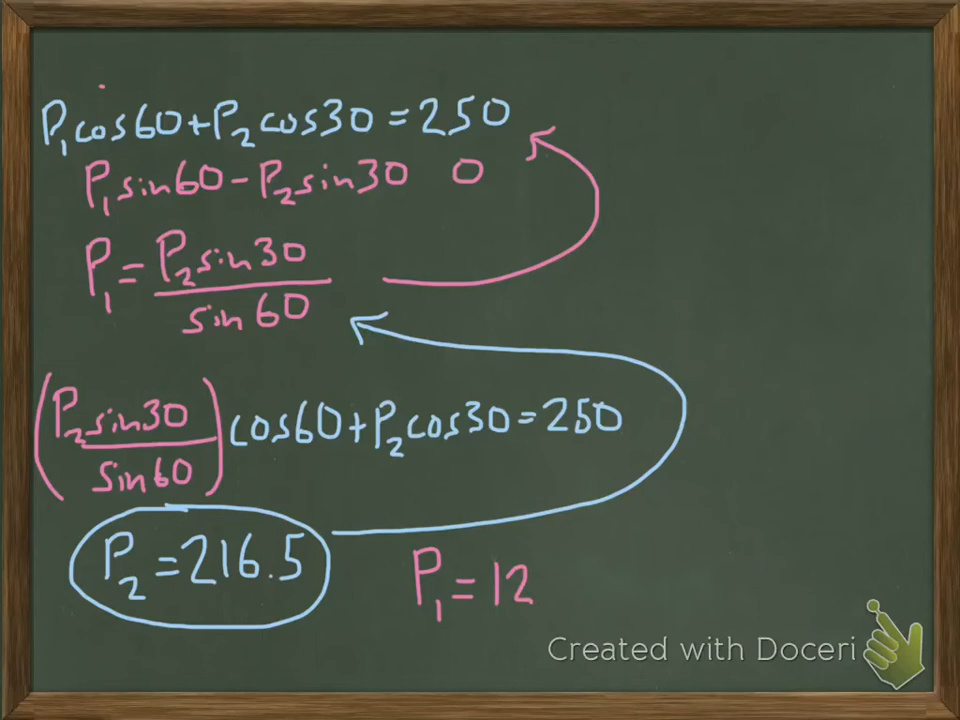 P₁cos60+P₂cos30=250
P₁sin60-P₂sin30 0
P₁=P₂sin30/sin60
(P₂sin30/sin60)cos60+P₂cos30=250
P₂=216.5
P₁=12
Created with Doceri